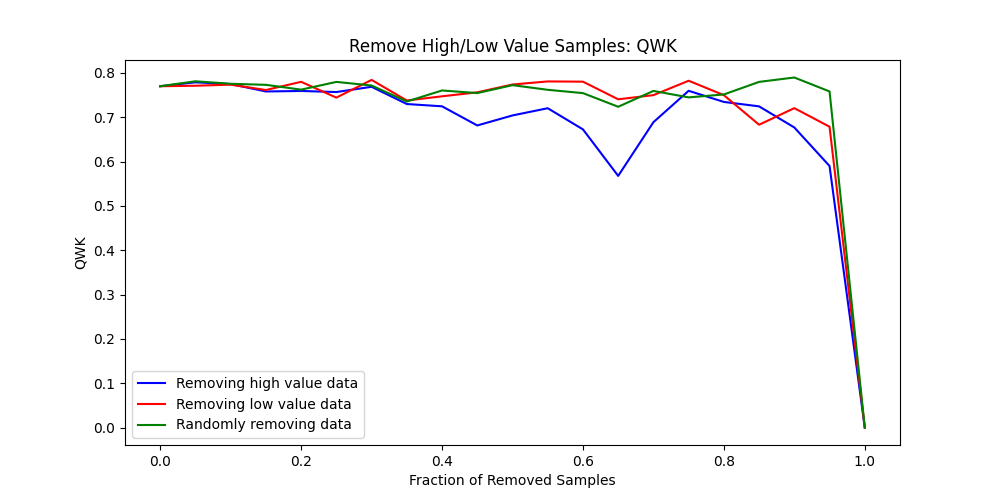 Remove High/Low Value Samples: QWK
QWK
0.8
0.7
0.6
0.5
0.4
0.3
0.2
0.1
0.0
Removing high value data
Removing low value data
Randomly removing data
0.0 0.2 0.4 0.6 0.8 1.0
Fraction of Removed Samples